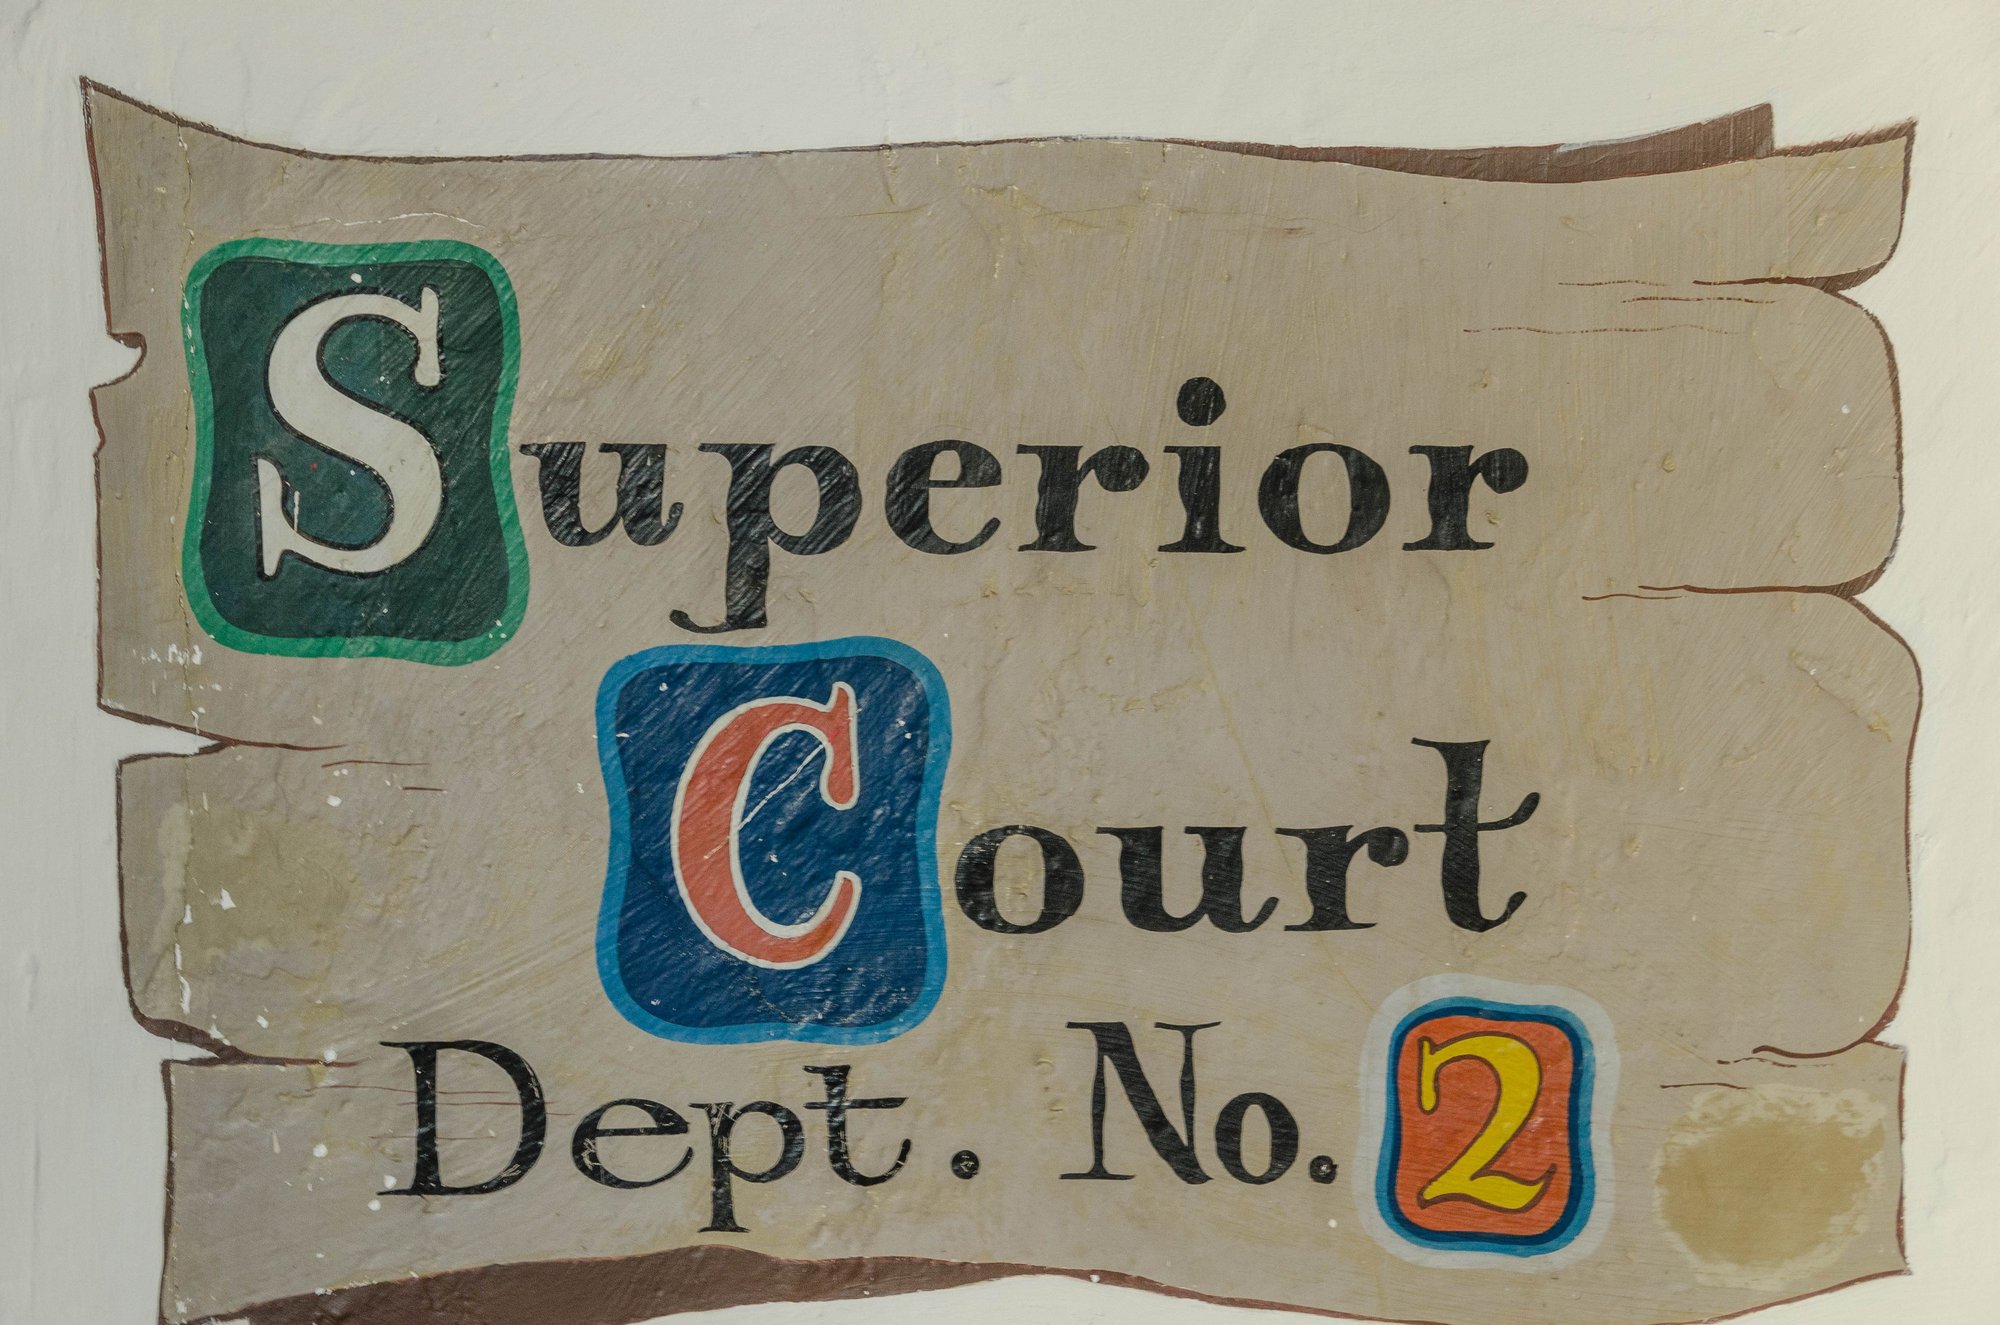 Superior
Court
Dept. No. 2